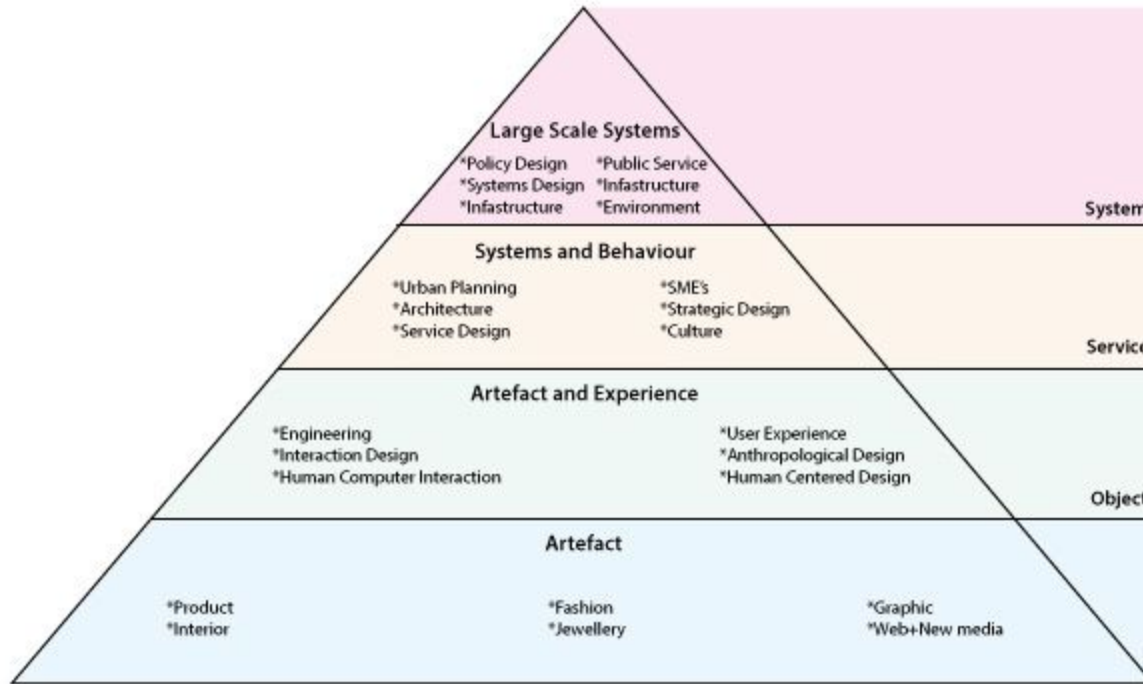 Large Scale Systems
*Policy Design *Public Service
*Systems Design *Infastructure
*Infastructure *Environment
System
Systems and Behaviour
*Urban Planning *SME's
*Architecture *Strategic Design
*Service Design *Culture
Service
Artefact and Experience
*Engineering *User Experience
*Interaction Design *Anthropological Design
*Human Computer Interaction *Human Centered Design
Object
Artefact
*Product *Fashion *Graphic
*Interior *Jewellery *Web+New media